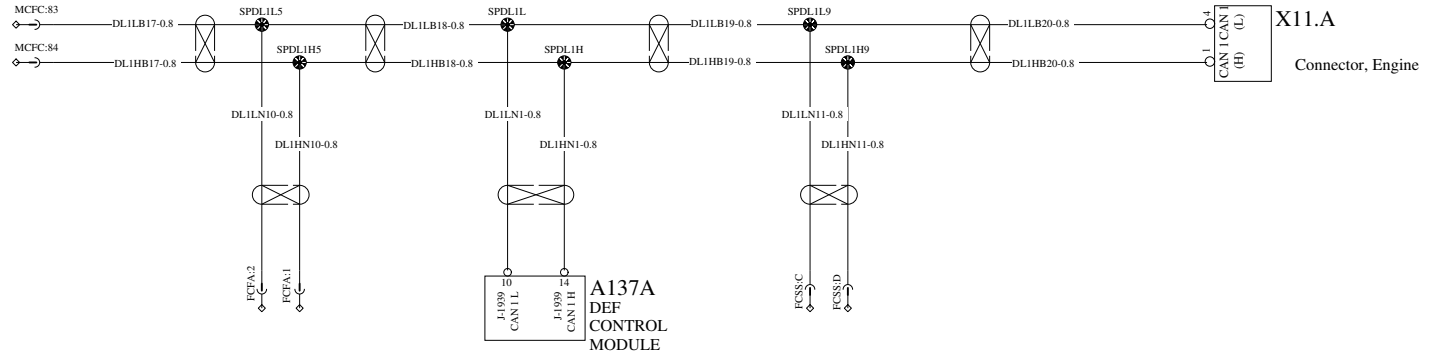 MCFC:83
SPDL1L5
SPDL1L
SPDL1L9
DL1LB17-0.8
DL1LB18-0.8
DL1LB19-0.8
DL1LB20-0.8
4
CAN 1
(L)
X11.A
MCFC:84
SPDL1H5
SPDL1H
SPDL1H9
DL1HB17-0.8
DL1HB18-0.8
DL1HB19-0.8
DL1HB20-0.8
1
CAN 1
(H)
Connector, Engine
DL1LN10-0.8
DL1LN1-0.8
DL1LN11-0.8
DL1HN10-0.8
DL1HN1-0.8
DL1HN11-0.8
FCFA:2
FCFA:1
FCSS:C
FCSS:D
10
14
J-1939
CAN 1 L
J-1939
CAN 1 H
A137A
DEF
CONTROL
MODULE